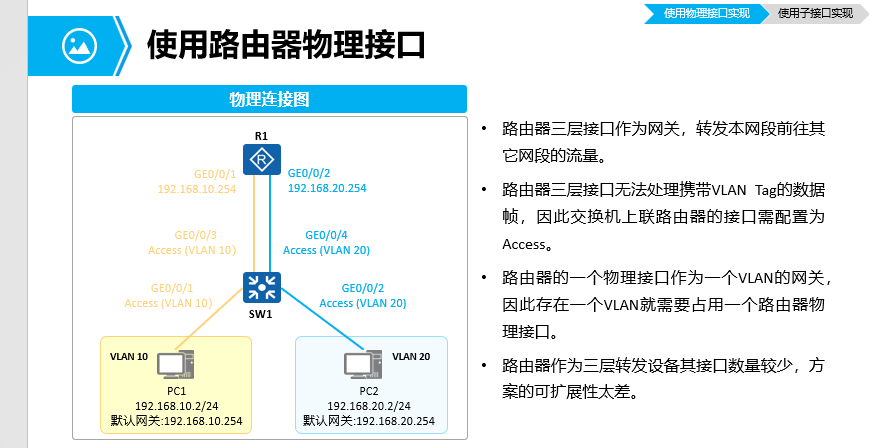 使用物理接口实现
使用子接口实现
使用路由器物理接口
物理连接图
R1
R
GE0/0/1
192.168.10.254
GE0/0/2
192.168.20.254
GE0/0/3
Access (VLAN 10)
GE0/0/4
Access (VLAN 20)
GE0/0/1
Access (VLAN 10)
GE0/0/2
Access (VLAN 20)
SW1
VLAN 10
PC1
192.168.10.2/24
默认网关:192.168.10.254
VLAN 20
PC2
192.168.20.2/24
默认网关:192.168.20.254
• 路由器三层接口作为网关，转发本网段前往其
它网段的流量。
• 路由器三层接口无法处理携带VLAN Tag的数据
帧，因此交换机上联路由器的接口需配置为
Access。
• 路由器的一个物理接口作为一个VLAN的网关，
因此存在一个VLAN就需要占用一个路由器物
理接口。
• 路由器作为三层转发设备其接口数量较少，方
案的可扩展性太差。